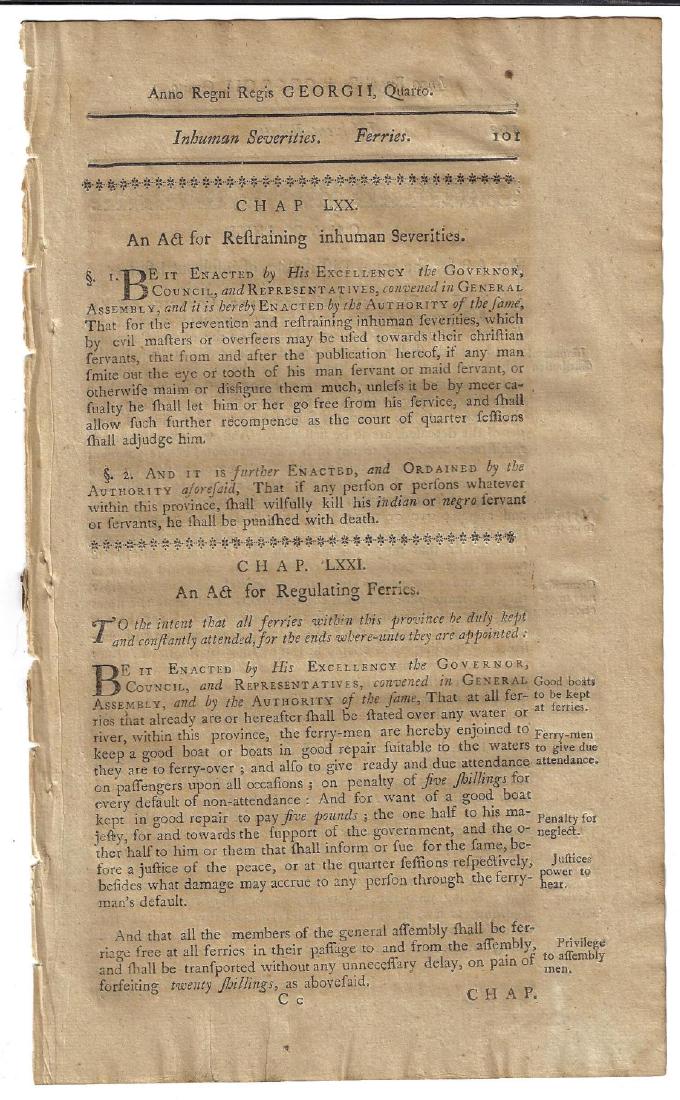 Anno Regni Regis GEORGII, Quarto.
Inhuman Severities. Ferries. 101
CHAP LXX.
An Act for Reſtraining inhuman Severities.
§. 1. BE IT ENACTED by His EXCELLENCY the GOVERNOR,
COUNCIL, and REPRESENTATIVES, convened in GENERAL
ASSEMBLY, and it is hereby ENACTED by the AUTHORITY of the ſame,
That for the prevention and reſtraining inhuman ſeverities, which
by evil maſters or overſeers may be uſed towards their chriſtian
ſervants, that from and after the publication hereof, if any man
ſmite out the eye or tooth of his man ſervant or maid ſervant, or
otherwiſe maim or disfigure them much, unleſs it be by meer ca-
ſualty he ſhall let him or her go free from his ſervice, and ſhall
allow ſuch further recompence as the court of quarter ſeſſions
ſhall adjudge him.
§. 2. AND IT IS further ENACTED, and ORDAINED by the
AUTHORITY aforeſaid, That if any perſon or perſons whatever
within this province, ſhall wilfully kill his indian or negro ſervant
or ſervants, he ſhall be puniſhed with death.
CHAP. LXXI.
An Act for Regulating Ferries.
TO the intent that all ferries within this province be duly kept
and conſtantly attended, for the ends where-unto they are appointed:
BE IT ENACTED by His EXCELLENCY the GOVERNOR,
COUNCIL, and REPRESENTATIVES, convened in GENERAL
ASSEMBLY, and by the AUTHORITY of the ſame, That at all fer-
ries that already are or hereafter ſhall be ſtated over any water or
river, within this province, the ferry-men are hereby enjoined to
keep a good boat or boats in good repair ſuitable to the waters
they are to ferry-over; and alſo to give ready and due attendance
on paſſengers upon all occaſions; on penalty of five ſhillings for
every default of non-attendance: And for want of a good boat
kept in good repair to pay five pounds; the one half to his ma-
jeſty, for and towards the ſupport of the government, and the o-
ther half to him or them that ſhall inform or ſue for the ſame, be-
fore a juſtice of the peace, or at the quarter ſeſſions reſpectively,
beſides what damage may accrue to any perſon through the ferry-
man's default.
Good boats
to be kept
at ferries.
Ferry-men
to give due
attendance.
Penalty for
neglect.
Juſtices
power to
hear.
And that all the members of the general aſſembly ſhall be fer-
riage free at all ferries in their paſſage to and from the aſſembly,
and ſhall be tranſported without any unneceſſary delay, on pain of
forfeiting twenty ſhillings, as aboveſaid.
Privilege
to aſſembly
men.
C c CHAP.